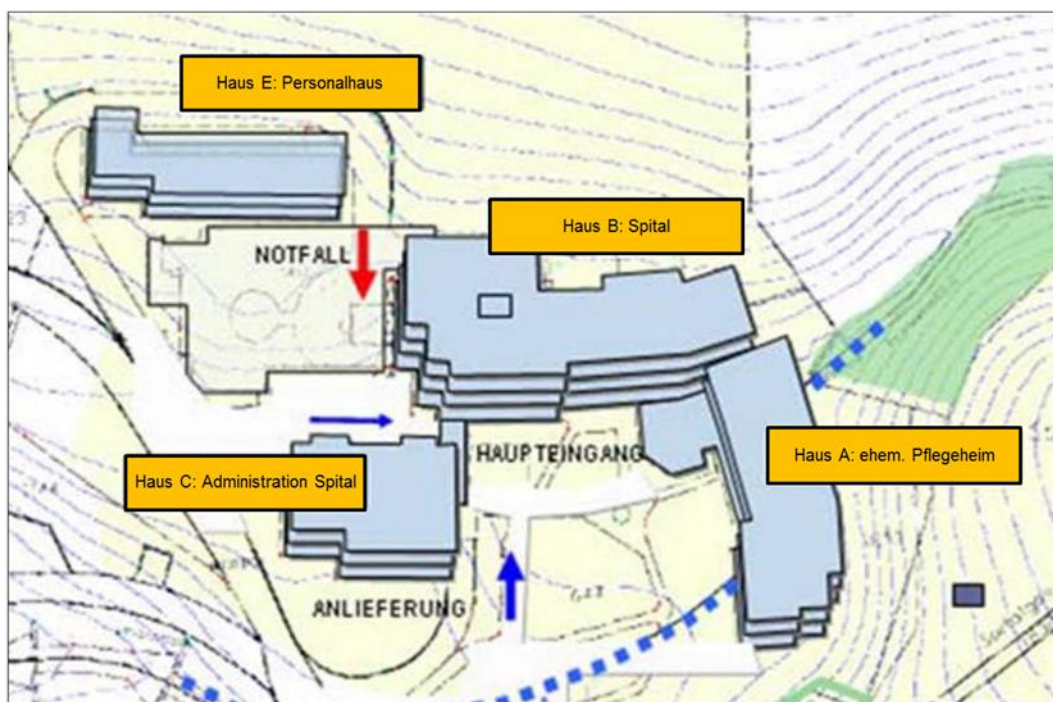 Haus E: Personalhaus
Haus B: Spital
NOTFALL
HAUPTEINGANG
Haus A: ehem. Pflegeheim
Haus C: Administration Spital
ANLIEFERUNG